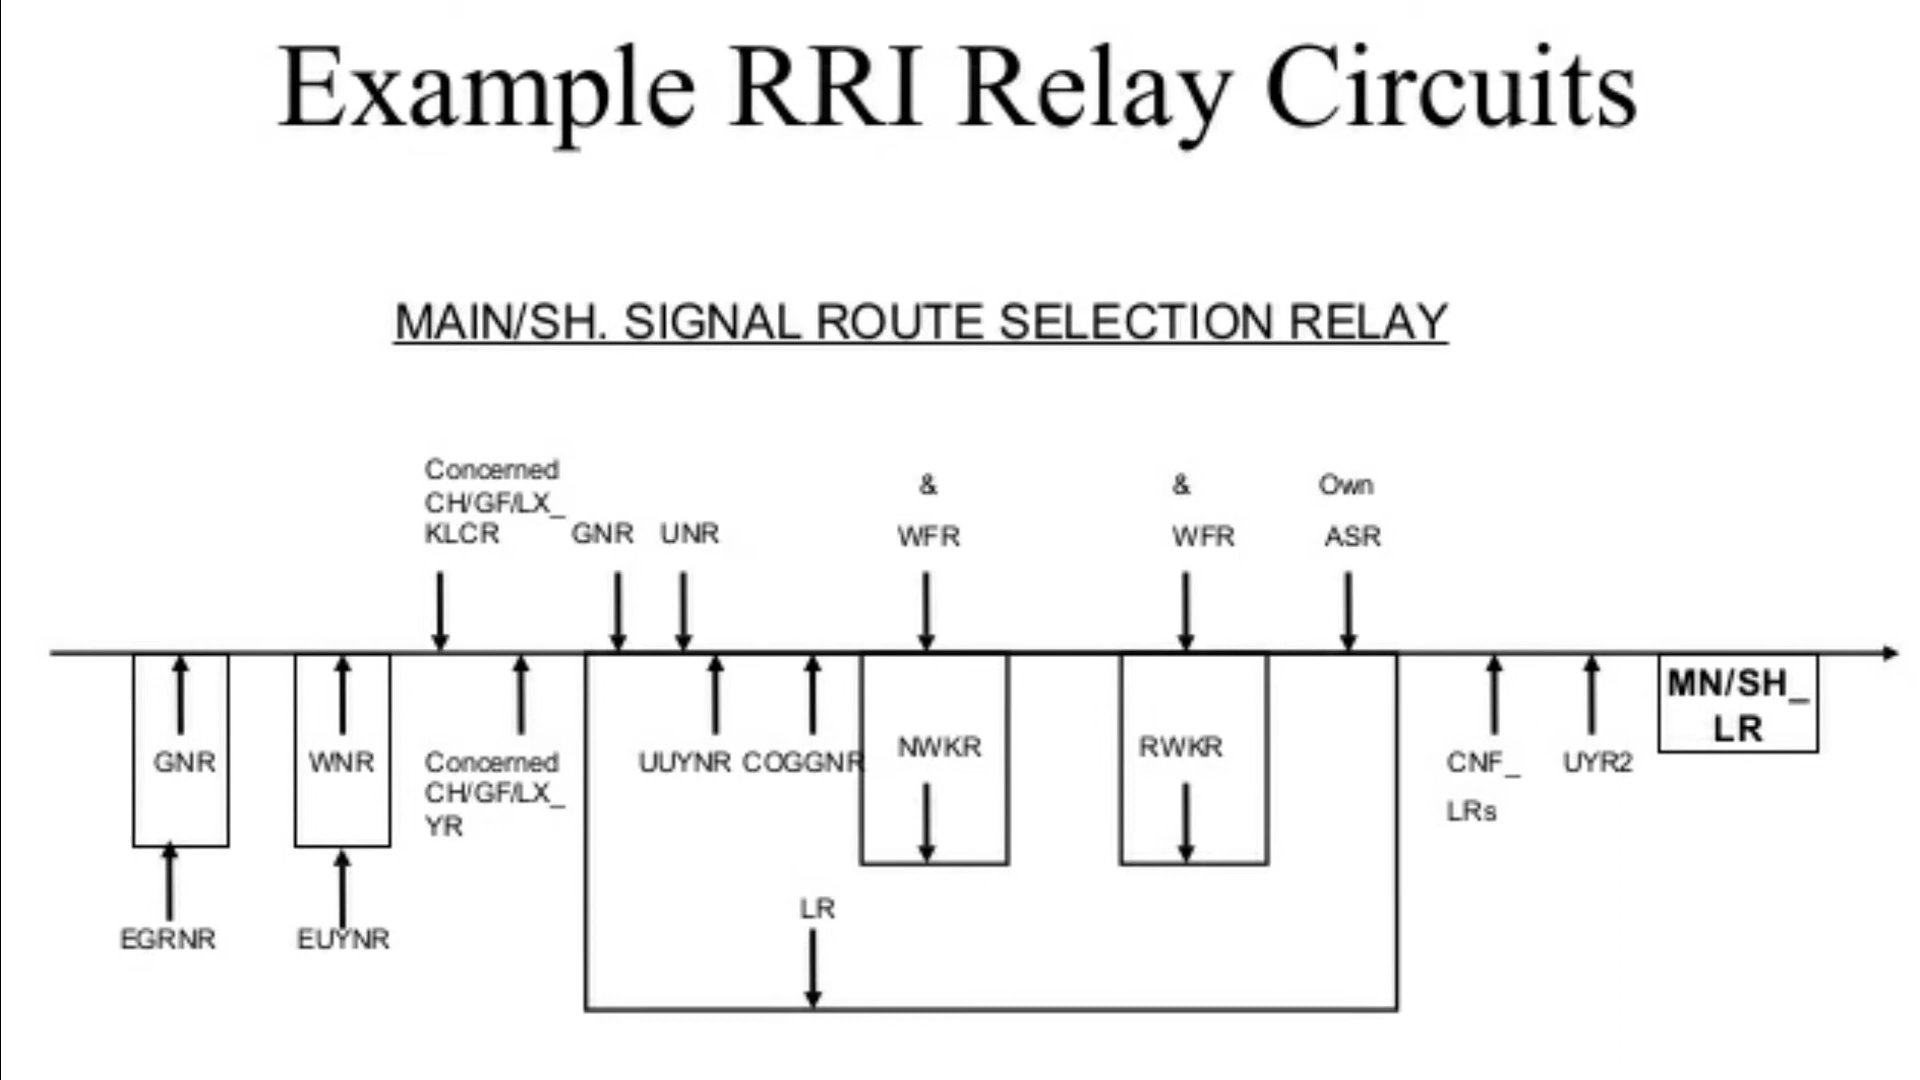 Example RRI Relay Circuits
MAIN/SH. SIGNAL ROUTE SELECTION RELAY
Concerned
CH/GF/LX_
KLCR
GNR
UNR
&
WFR
&
WFR
Own
ASR
GNR
WNR
Concerned
CH/GF/LX_
YR
UUYNR
COGGNR
NWKR
RWKR
CNF_
LRs
UYR2
MN/SH_
LR
EGRNR
EUYNR
LR